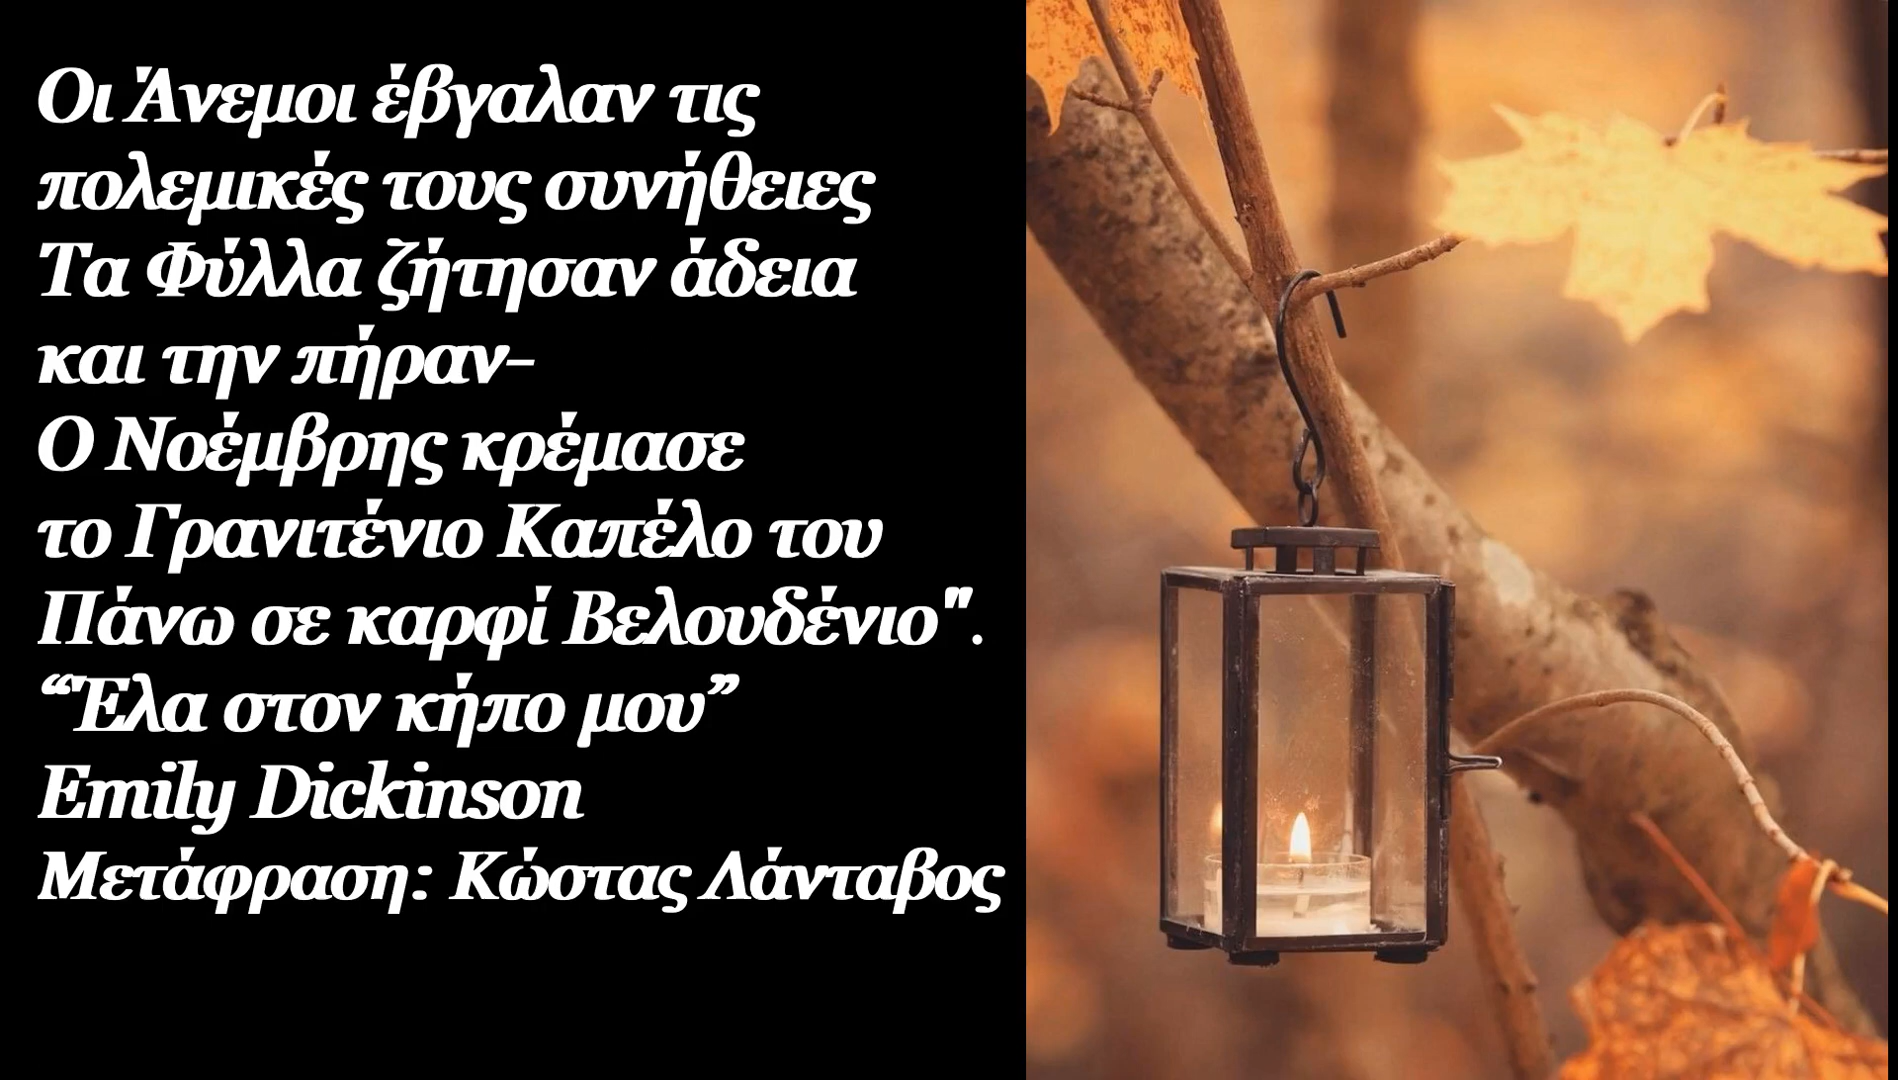 Οι Άνεμοι έβγαλαν τις
πολεμικές τους συνήθειες
Τα Φύλλα ζήτησαν άδεια
και την πήραν-
Ο Νοέμβρης κρέμασε
το Γρανιτένιο Καπέλο του
Πάνω σε καρφί Βελουδένιο".
“Έλα στον κήπο μου”
Emily Dickinson
Μετάφραση: Κώστας Λάνταβος